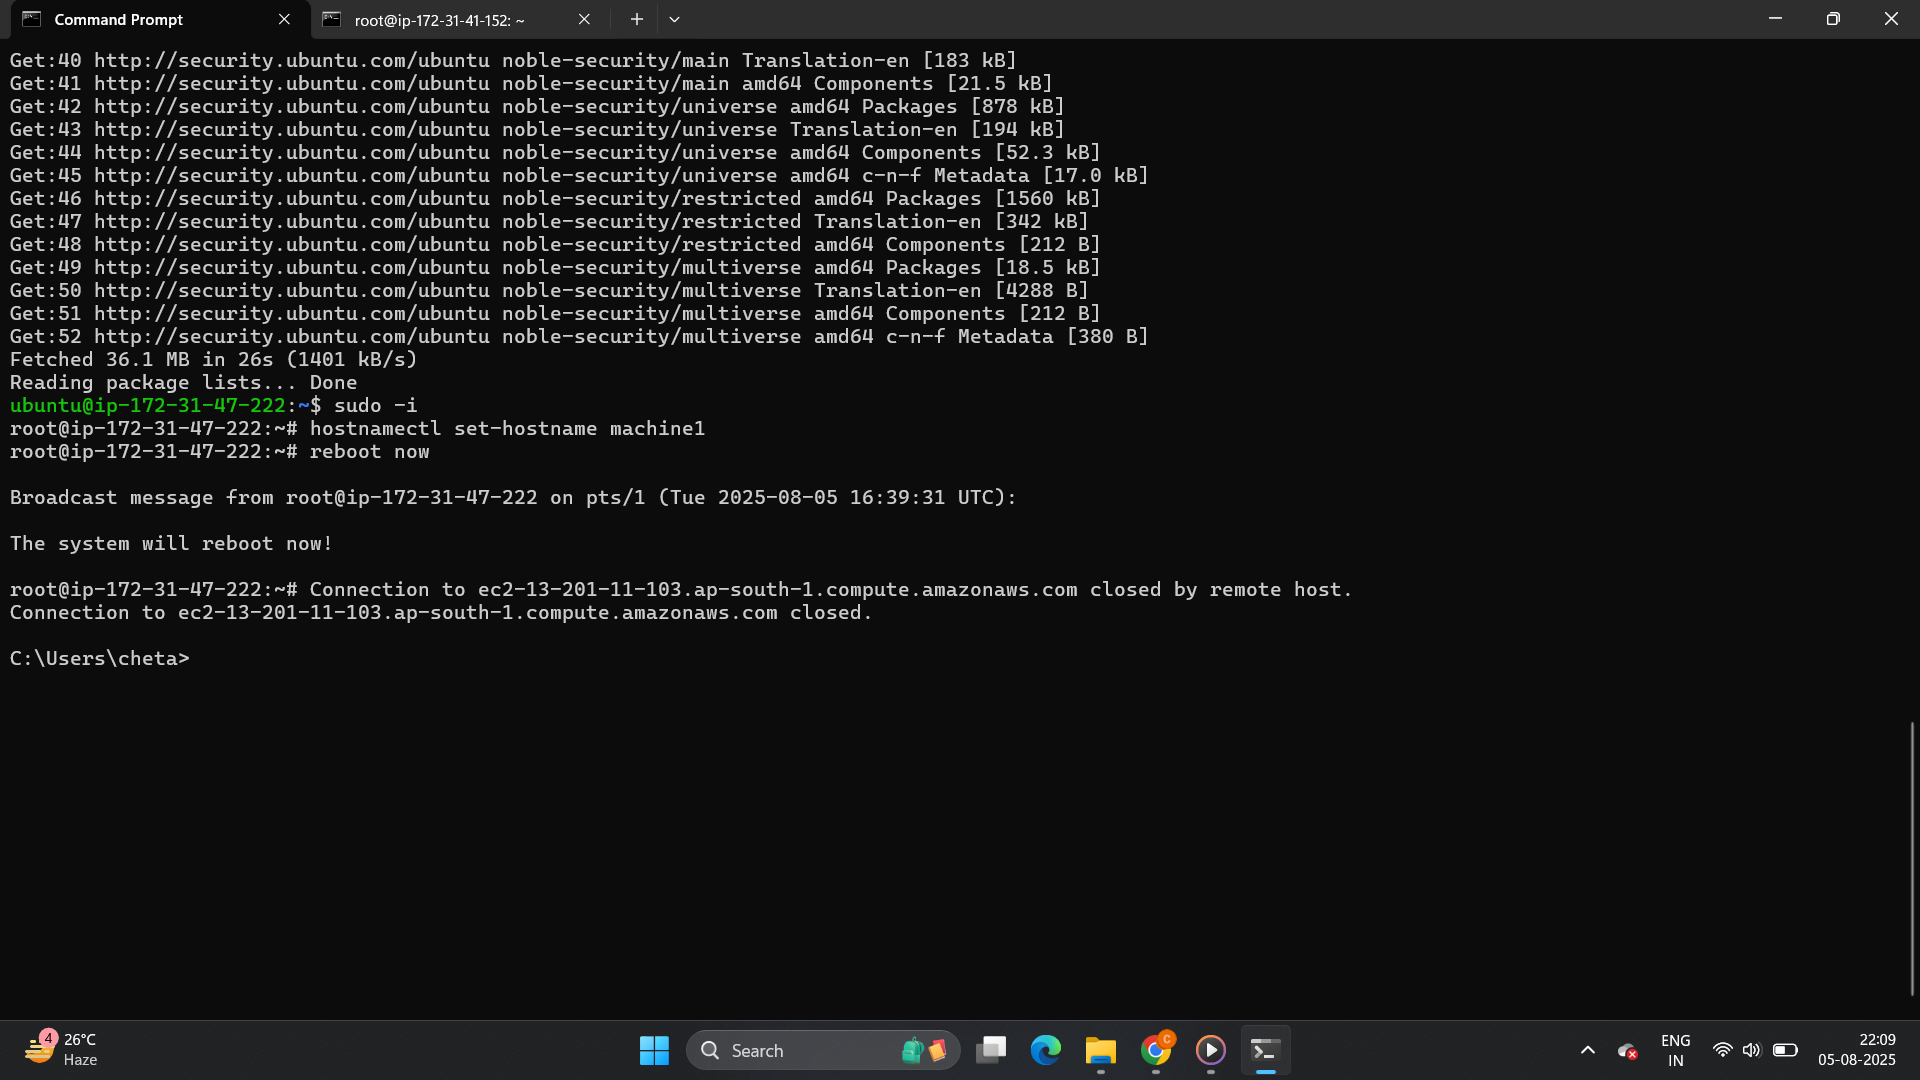 Command Prompt
root@ip-172-31-41-152: ~
Get:40 http://security.ubuntu.com/ubuntu noble-security/main Translation-en [183 kB]
Get:41 http://security.ubuntu.com/ubuntu noble-security/main amd64 Components [21.5 kB]
Get:42 http://security.ubuntu.com/ubuntu noble-security/universe amd64 Packages [878 kB]
Get:43 http://security.ubuntu.com/ubuntu noble-security/universe Translation-en [194 kB]
Get:44 http://security.ubuntu.com/ubuntu noble-security/universe amd64 Components [52.3 kB]
Get:45 http://security.ubuntu.com/ubuntu noble-security/universe amd64 c-n-f Metadata [17.0 kB]
Get:46 http://security.ubuntu.com/ubuntu noble-security/restricted amd64 Packages [1560 kB]
Get:47 http://security.ubuntu.com/ubuntu noble-security/restricted Translation-en [342 kB]
Get:48 http://security.ubuntu.com/ubuntu noble-security/restricted amd64 Components [212 B]
Get:49 http://security.ubuntu.com/ubuntu noble-security/multiverse amd64 Packages [18.5 kB]
Get:50 http://security.ubuntu.com/ubuntu noble-security/multiverse Translation-en [4288 B]
Get:51 http://security.ubuntu.com/ubuntu noble-security/multiverse amd64 Components [212 B]
Get:52 http://security.ubuntu.com/ubuntu noble-security/multiverse amd64 c-n-f Metadata [380 B]
Fetched 36.1 MB in 26s (1401 kB/s)
Reading package lists... Done
ubuntu@ip-172-31-47-222:~$ sudo -i
root@ip-172-31-47-222:~# hostnamectl set-hostname machine1
root@ip-172-31-47-222:~# reboot now
Broadcast message from root@ip-172-31-47-222 on pts/1 (Tue 2025-08-05 16:39:31 UTC):
The system will reboot now!
root@ip-172-31-47-222:~# Connection to ec2-13-201-11-103.ap-south-1.compute.amazonaws.com closed by remote host.
Connection to ec2-13-201-11-103.ap-south-1.compute.amazonaws.com closed.
C:\Users\cheta>
4
26°C
Haze
Search
C
ENG
IN
22:09
05-08-2025